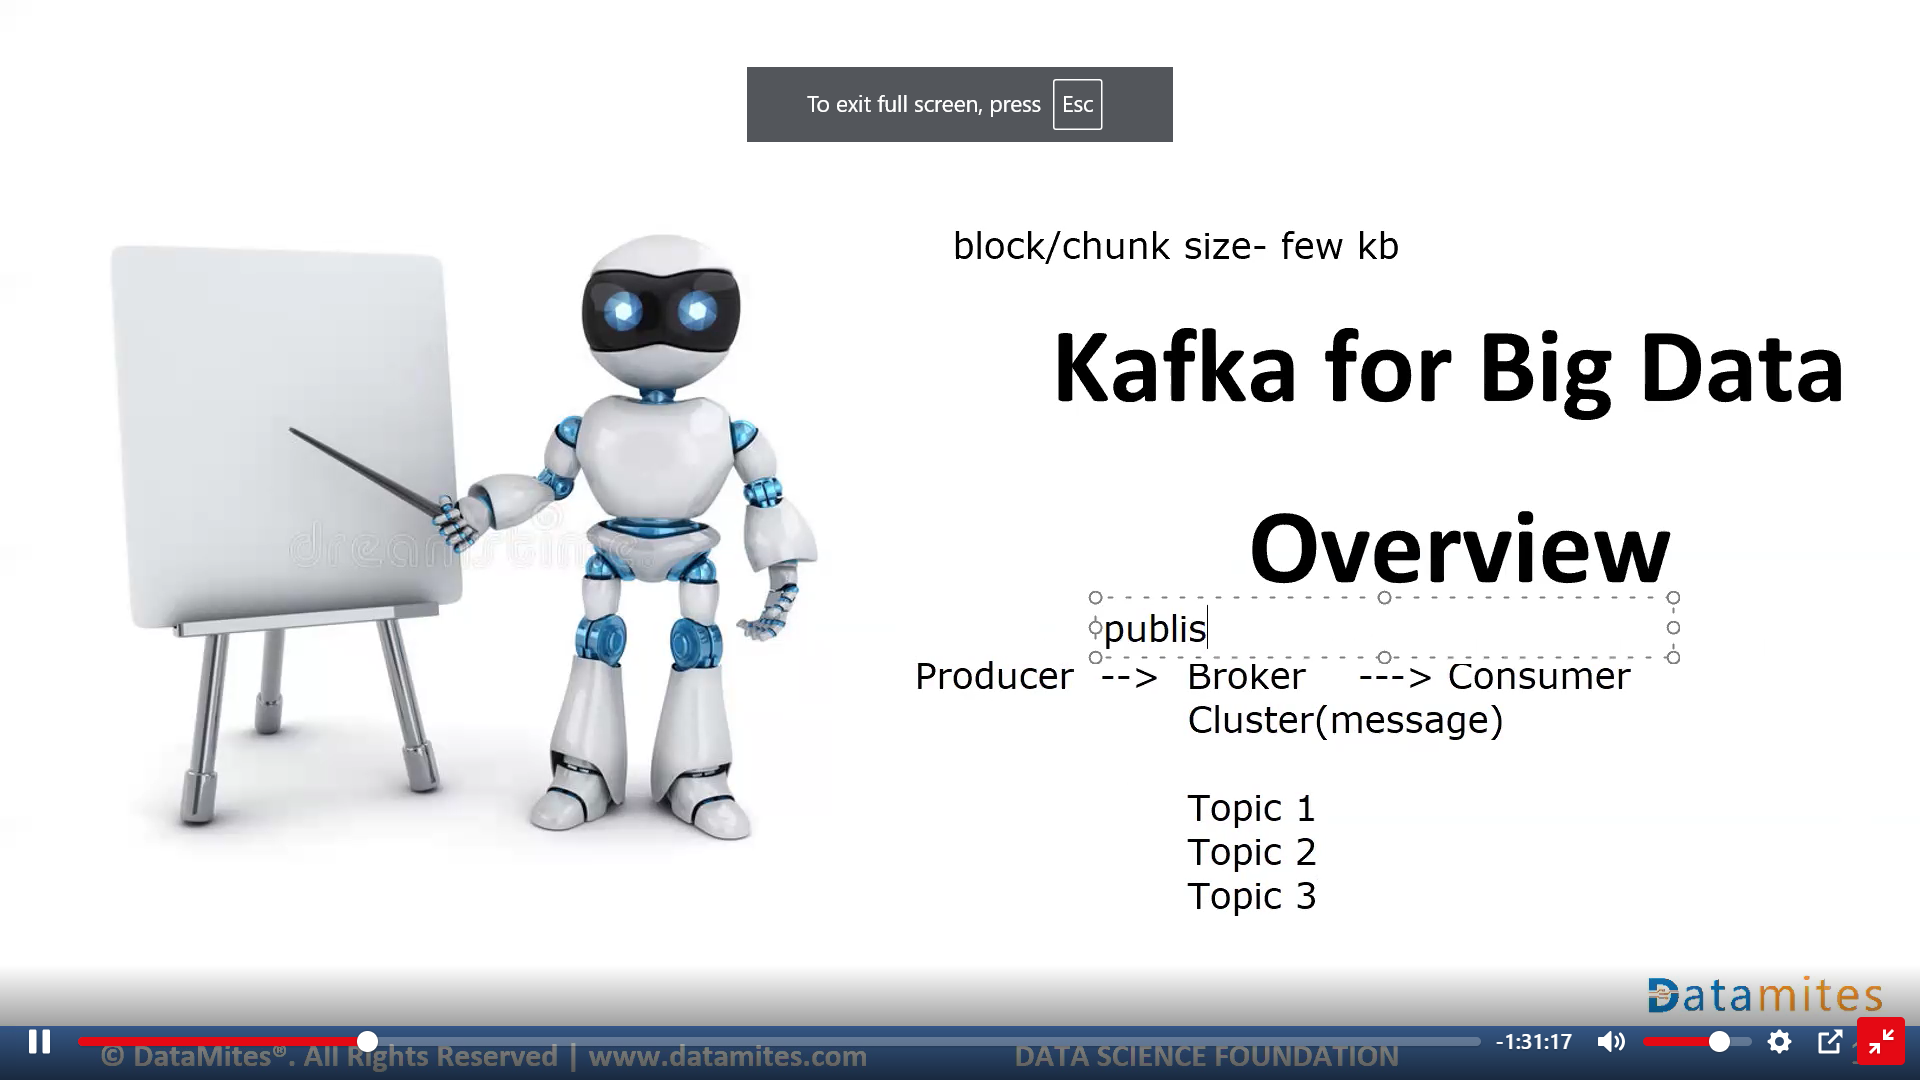 To exit full screen, press Esc
block/chunk size- few kb
Kafka for Big Data
Overview
publis
Producer --> Broker ---> Consumer
Cluster(message)
Topic 1
Topic 2
Topic 3
dreamstime
Datamites
-1:31:17
© DataMites®. All Rights Reserved | www.datamites.com DATA SCIENCE FOUNDATION